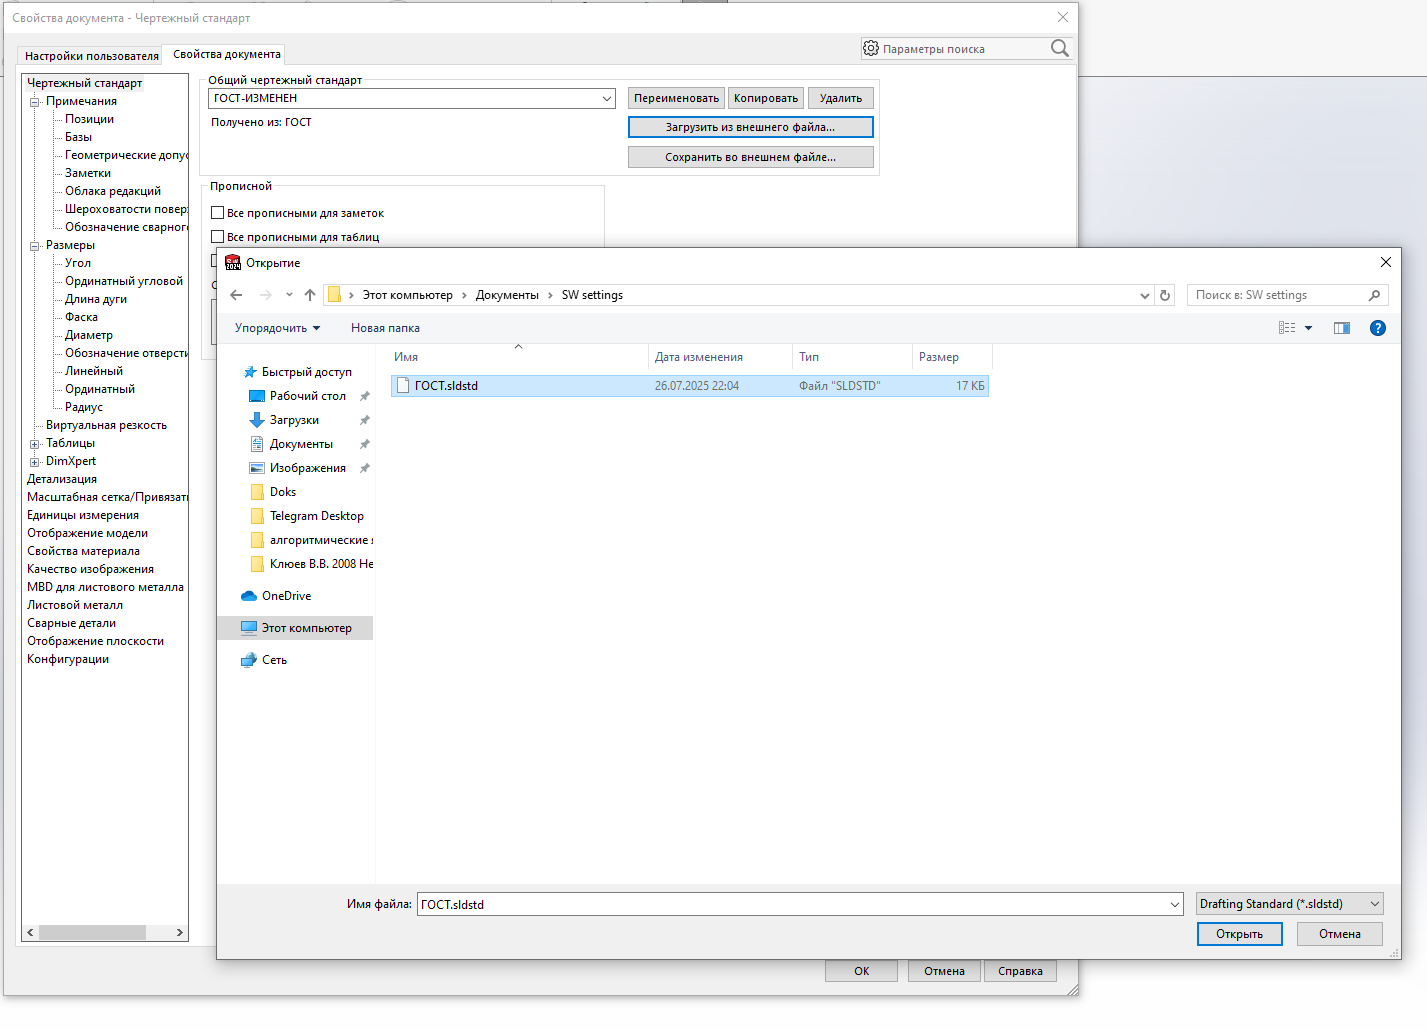 Свойства документа - Чертежный стандарт
Настройки пользователя
Свойства документа
Параметры поиска
Чертежный стандарт
Примечания
Позиции
Базы
Геометрические допус
Заметки
Облака редакций
Шероховатости повер
Обозначение сварног
Размеры
Угол
Ординатный угловой
Длина дуги
Фаска
Диаметр
Обозначение отверсти
Линейный
Ординатный
Радиус
Виртуальная резкость
Таблицы
DimXpert
Детализация
Масштабная сетка/Привязать
Единицы измерения
Отображение модели
Свойства материала
Качество изображения
MBD для листового металла
Листовой металл
Сварные детали
Отображение плоскости
Конфигурации
Общий чертежный стандарт
ГОСТ-ИЗМЕНЕН
Переименовать
Копировать
Удалить
Получено из: ГОСТ
Загрузить из внешнего файла...
Сохранить во внешнем файле...
Прописной
Все прописными для заметок
Все прописными для таблиц
Открытие
Этот компьютер
Документы
SW settings
Поиск в: SW settings
Упорядочить
Новая папка
Имя
Дата изменения
Тип
Размер
ГОСТ.sldstd
26.07.2025 22:04
Файл "SLDSTD"
17 КБ
Быстрый доступ
Рабочий стол
Загрузки
Документы
Изображения
Doks
Telegram Desktop
алгоритмические я
Клюев В.В. 2008 Не
OneDrive
Этот компьютер
Сеть
Имя файла:
ГОСТ.sldstd
Drafting Standard (*.sldstd)
Открыть
Отмена
OK
Отмена
Справка